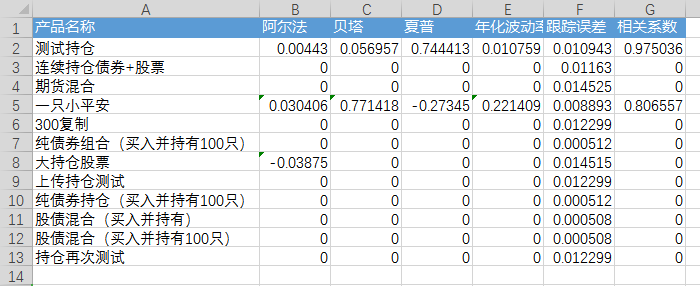 A B C D E F G
1 产品名称 阿尔法 贝塔 夏普 年化波动率 跟踪误差 相关系数
2 测试持仓 0.00443 0.056957 0.744413 0.010759 0.010943 0.975036
3 连续持仓债券+股票 0 0 0 0 0.01163 0
4 期货混合 0 0 0 0 0.014525 0
5 一只小平安 0.030406 0.771418 -0.27345 0.221409 0.008893 0.806557
6 300复制 0 0 0 0 0.012299 0
7 纯债券组合（买入并持有100只） 0 0 0 0 0.000512 0
8 大持仓股票 -0.03875 0 0 0 0.014515 0
9 上传持仓测试 0 0 0 0 0.012299 0
10 纯债券持仓（买入并持有100只） 0 0 0 0 0.000512 0
11 股债混合（买入并持有） 0 0 0 0 0.000508 0
12 股债混合（买入并持有100只） 0 0 0 0 0.000508 0
13 持仓再次测试 0 0 0 0 0.012299 0
14